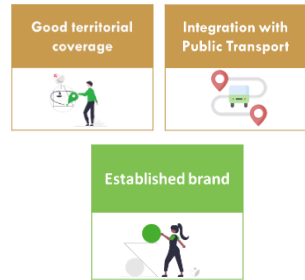 Good territorial
coverage
Integration with
Public Transport
Established brand